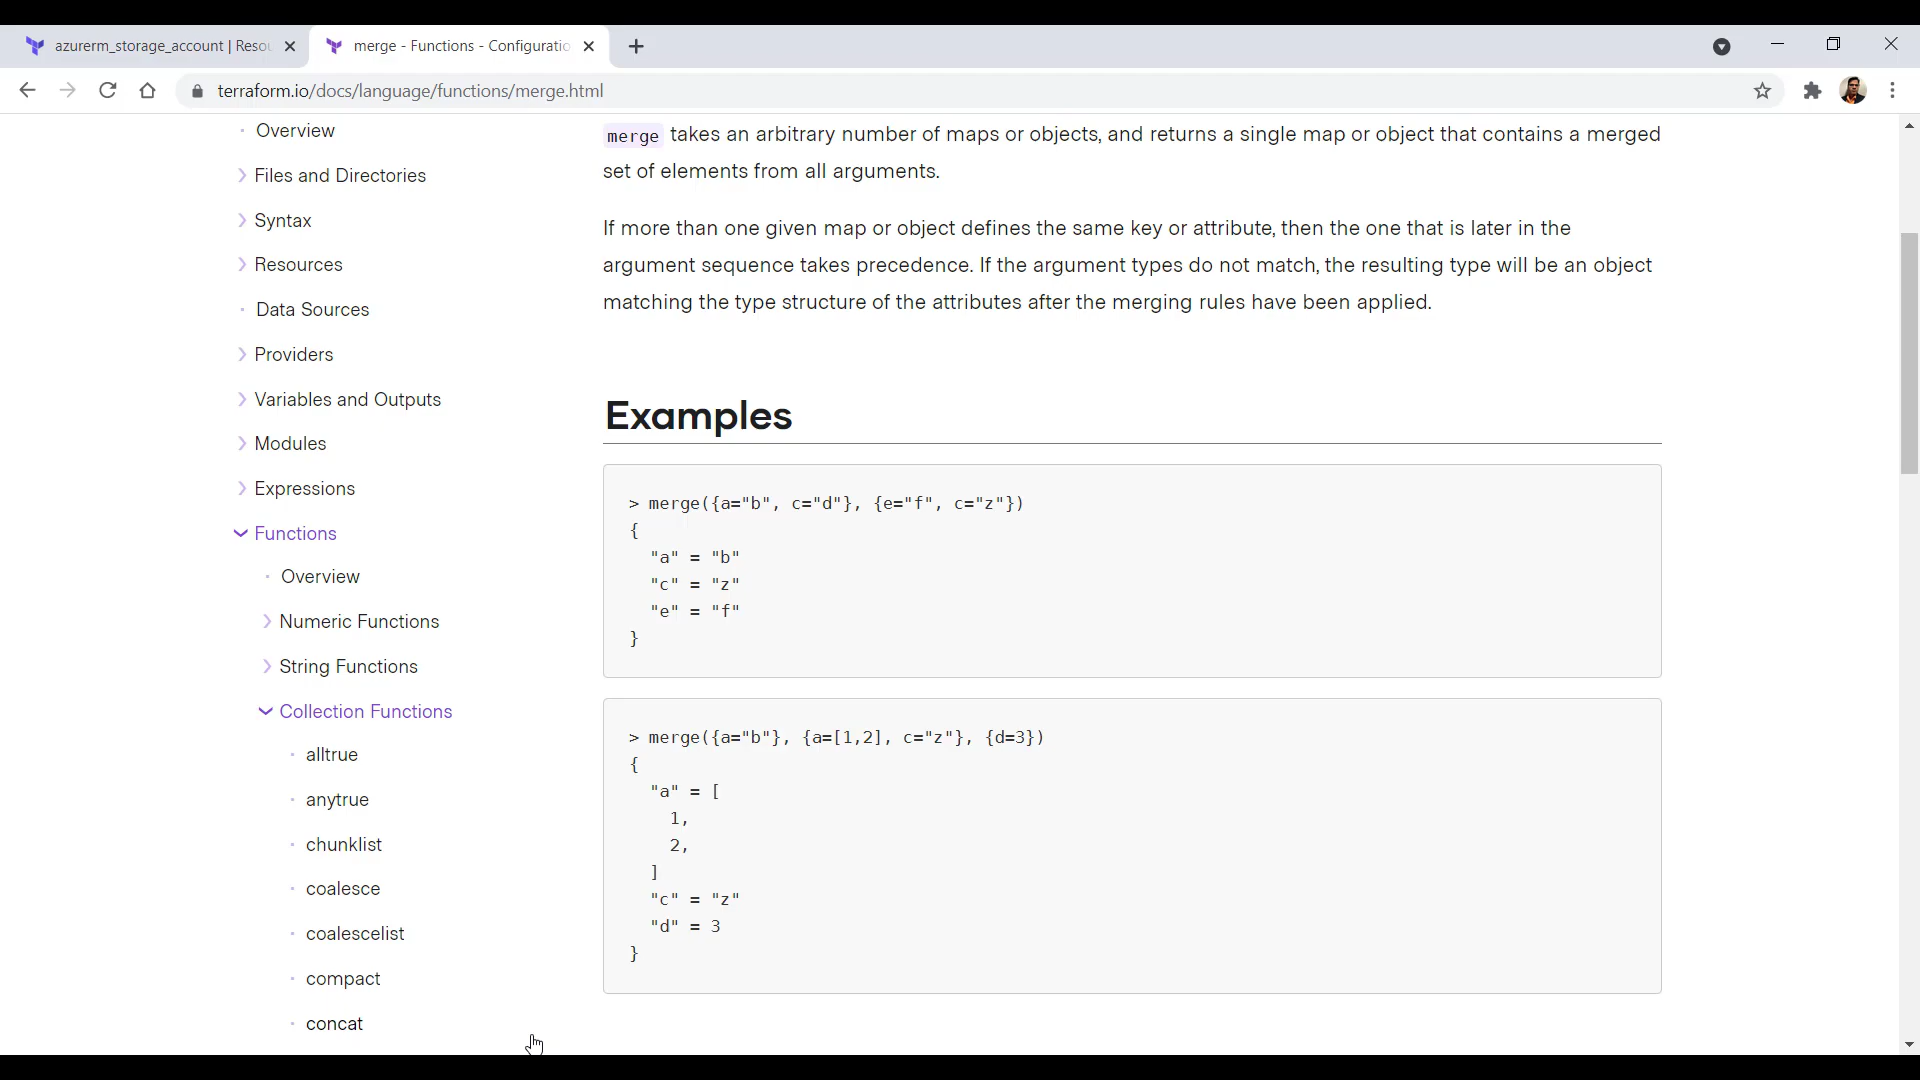 azurerm_storage_account | Resou
merge - Functions - Configuratio
terraform.io/docs/language/functions/merge.html
Overview
Files and Directories
Syntax
Resources
Data Sources
Providers
Variables and Outputs
Modules
Expressions
Functions
Overview
Numeric Functions
String Functions
Collection Functions
alltrue
anytrue
chunklist
coalesce
coalescelist
compact
concat
merge takes an arbitrary number of maps or objects, and returns a single map or object that contains a merged
set of elements from all arguments.
If more than one given map or object defines the same key or attribute, then the one that is later in the
argument sequence takes precedence. If the argument types do not match, the resulting type will be an object
matching the type structure of the attributes after the merging rules have been applied.
Examples
> merge({a="b", c="d"}, {e="f", c="z"})
{
  "a" = "b"
  "c" = "z"
  "e" = "f"
}
> merge({a="b"}, {a=[1,2], c="z"}, {d=3})
{
  "a" = [
    1,
    2,
  ]
  "c" = "z"
  "d" = 3
}